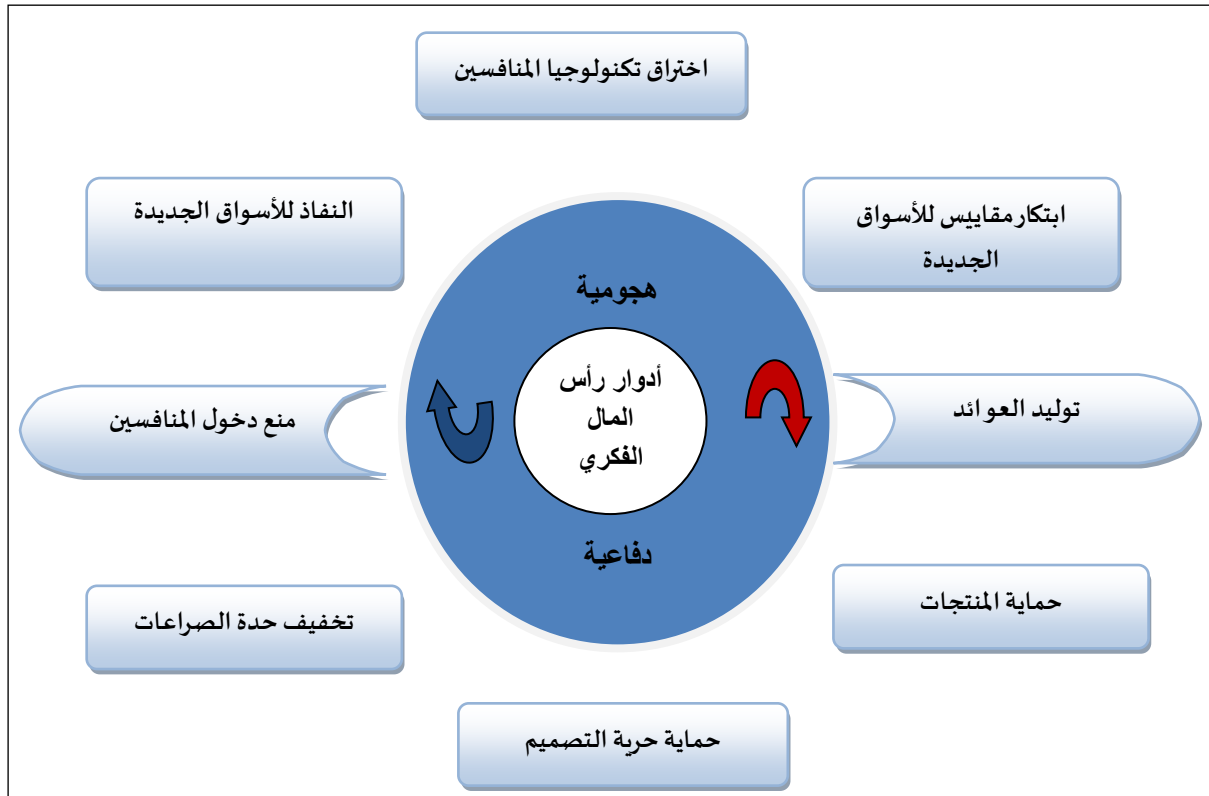 اختراق تكنولوجيا المنافسين
ابتكار مقاييس للأسواق
الجديدة
النفاذ للأسواق الجديدة
هجومية
أدوار رأس
المال
الفكري
توليد العوائد
منع دخول المنافسين
دفاعية
حماية المنتجات
تخفيف حدة الصراعات
حماية حرية التصميم